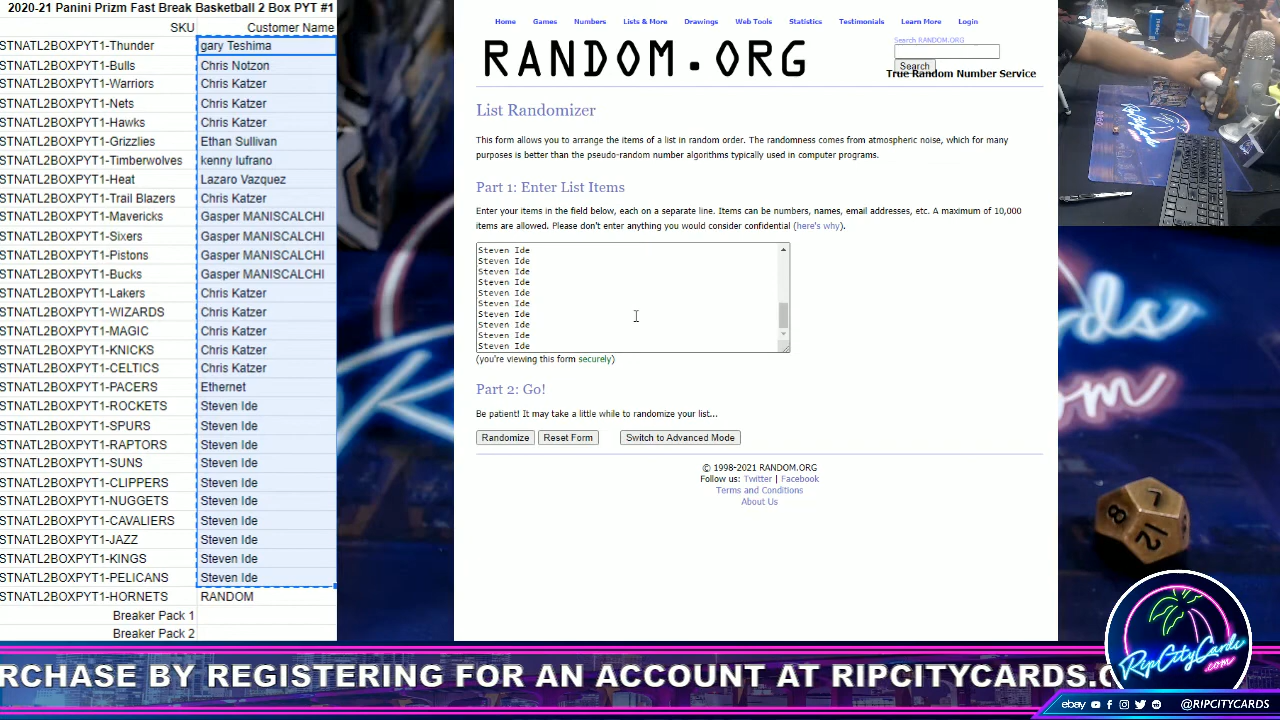 2020-21 Panini Prizm Fast Break Basketball 2 Box PYT #1
SKU Customer Name
STNATL2BOXPYT1-Thunder gary Teshima
STNATL2BOXPYT1-Bulls Chris Notzon
STNATL2BOXPYT1-Warriors Chris Katzer
STNATL2BOXPYT1-Nets Chris Katzer
STNATL2BOXPYT1-Hawks Chris Katzer
STNATL2BOXPYT1-Grizzlies Ethan Sullivan
STNATL2BOXPYT1-Timberwolves kenny Iufrano
STNATL2BOXPYT1-Heat Lazaro Vazquez
STNATL2BOXPYT1-Trail Blazers Chris Katzer
STNATL2BOXPYT1-Mavericks Gasper MANISCALCHI
STNATL2BOXPYT1-Sixers Gasper MANISCALCHI
STNATL2BOXPYT1-Pistons Gasper MANISCALCHI
STNATL2BOXPYT1-Bucks Gasper MANISCALCHI
STNATL2BOXPYT1-Lakers Chris Katzer
STNATL2BOXPYT1-WIZARDS Chris Katzer
STNATL2BOXPYT1-MAGIC Chris Katzer
STNATL2BOXPYT1-KNICKS Chris Katzer
STNATL2BOXPYT1-CELTICS Chris Katzer
STNATL2BOXPYT1-PACERS Ethernet
STNATL2BOXPYT1-ROCKETS Steven Ide
STNATL2BOXPYT1-SPURS Steven Ide
STNATL2BOXPYT1-RAPTORS Steven Ide
STNATL2BOXPYT1-SUNS Steven Ide
STNATL2BOXPYT1-CLIPPERS Steven Ide
STNATL2BOXPYT1-NUGGETS Steven Ide
STNATL2BOXPYT1-CAVALIERS Steven Ide
STNATL2BOXPYT1-JAZZ Steven Ide
STNATL2BOXPYT1-KINGS Steven Ide
STNATL2BOXPYT1-PELICANS Steven Ide
STNATL2BOXPYT1-HORNETS RANDOM
Breaker Pack 1
Breaker Pack 2
Home Games Numbers Lists & More Drawings Web Tools Statistics Testimonials Learn More Login
RANDOM.ORG
Search RANDOM.ORG
Search
True Random Number Service
List Randomizer
This form allows you to arrange the items of a list in random order. The randomness comes from atmospheric noise, which for many
purposes is better than the pseudo-random number algorithms typically used in computer programs.
Part 1: Enter List Items
Enter your items in the field below, each on a separate line. Items can be numbers, names, email addresses, etc. A maximum of 10,000
items are allowed. Please don't enter anything you would consider confidential (here's why).
Steven Ide
Steven Ide
Steven Ide
Steven Ide
Steven Ide
Steven Ide
Steven Ide
Steven Ide
Steven Ide
Steven Ide
(you're viewing this form securely)
Part 2: Go!
Be patient! It may take a little while to randomize your list...
Randomize Reset Form Switch to Advanced Mode
© 1998-2021 RANDOM.ORG
Follow us: Twitter | Facebook
Terms and Conditions
About Us
7
8
12
RipCityCards
.com
RCHASE BY REGISTERING FOR AN ACCOUNT AT RIPCITYCARDS.C
ebay @RIPCITYCARDS